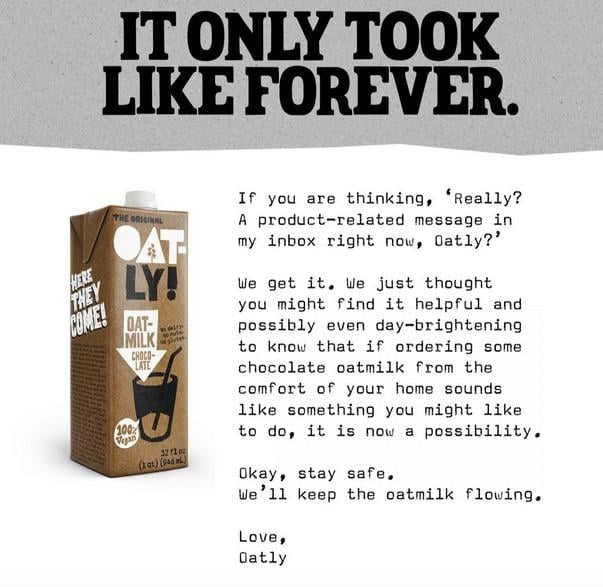 IT ONLY TOOK
LIKE FOREVER.
THE ORIGINAL
OAT-
LY!
HERE
THEY
COME!
OAT-
MILK
CHOCO-
LATE
no dairy
no nuts
no gluten
100%
Vegan
32 fl oz
(1 qt) (946 mL)
If you are thinking, ‘Really?
A product-related message in
my inbox right now, Oatly?’
We get it. We just thought
you might find it helpful and
possibly even day-brightening
to know that if ordering some
chocolate oatmilk from the
comfort of your home sounds
like something you might like
to do, it is now a possibility.
Okay, stay safe.
We’ll keep the oatmilk flowing.
Love,
Oatly